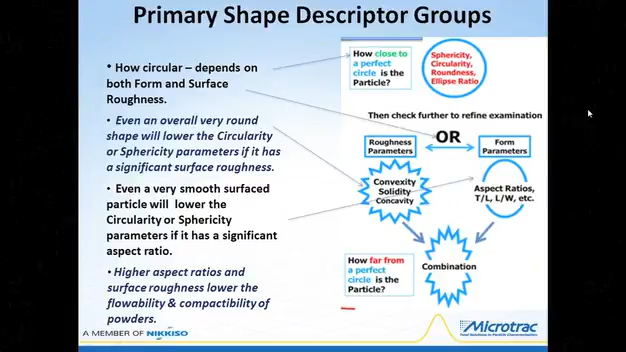 Primary Shape Descriptor Groups
• How circular – depends on
both Form and Surface
Roughness.
• Even an overall very round
shape will lower the Circularity
or Sphericity parameters if it has
a significant surface roughness.
• Even a very smooth surfaced
particle will lower the
Circularity or Sphericity
parameters if it has a significant
aspect ratio.
• Higher aspect ratios and
surface roughness lower the
flowability & compactibility of
powders.
How close to
a perfect
circle is the
Particle?
Sphericity,
Circularity,
Roundness,
Ellipse Ratio
Then check further to refine examination
Roughness
Parameters
OR
Form
Parameters
Convexity
Solidity
Concavity
Aspect Ratios,
T/L, L/W, etc.
How far from
a perfect
circle is the
Particle?
Combination
A MEMBER OF NIKKISO
Microtrac
Total Solutions in Particle Characterization